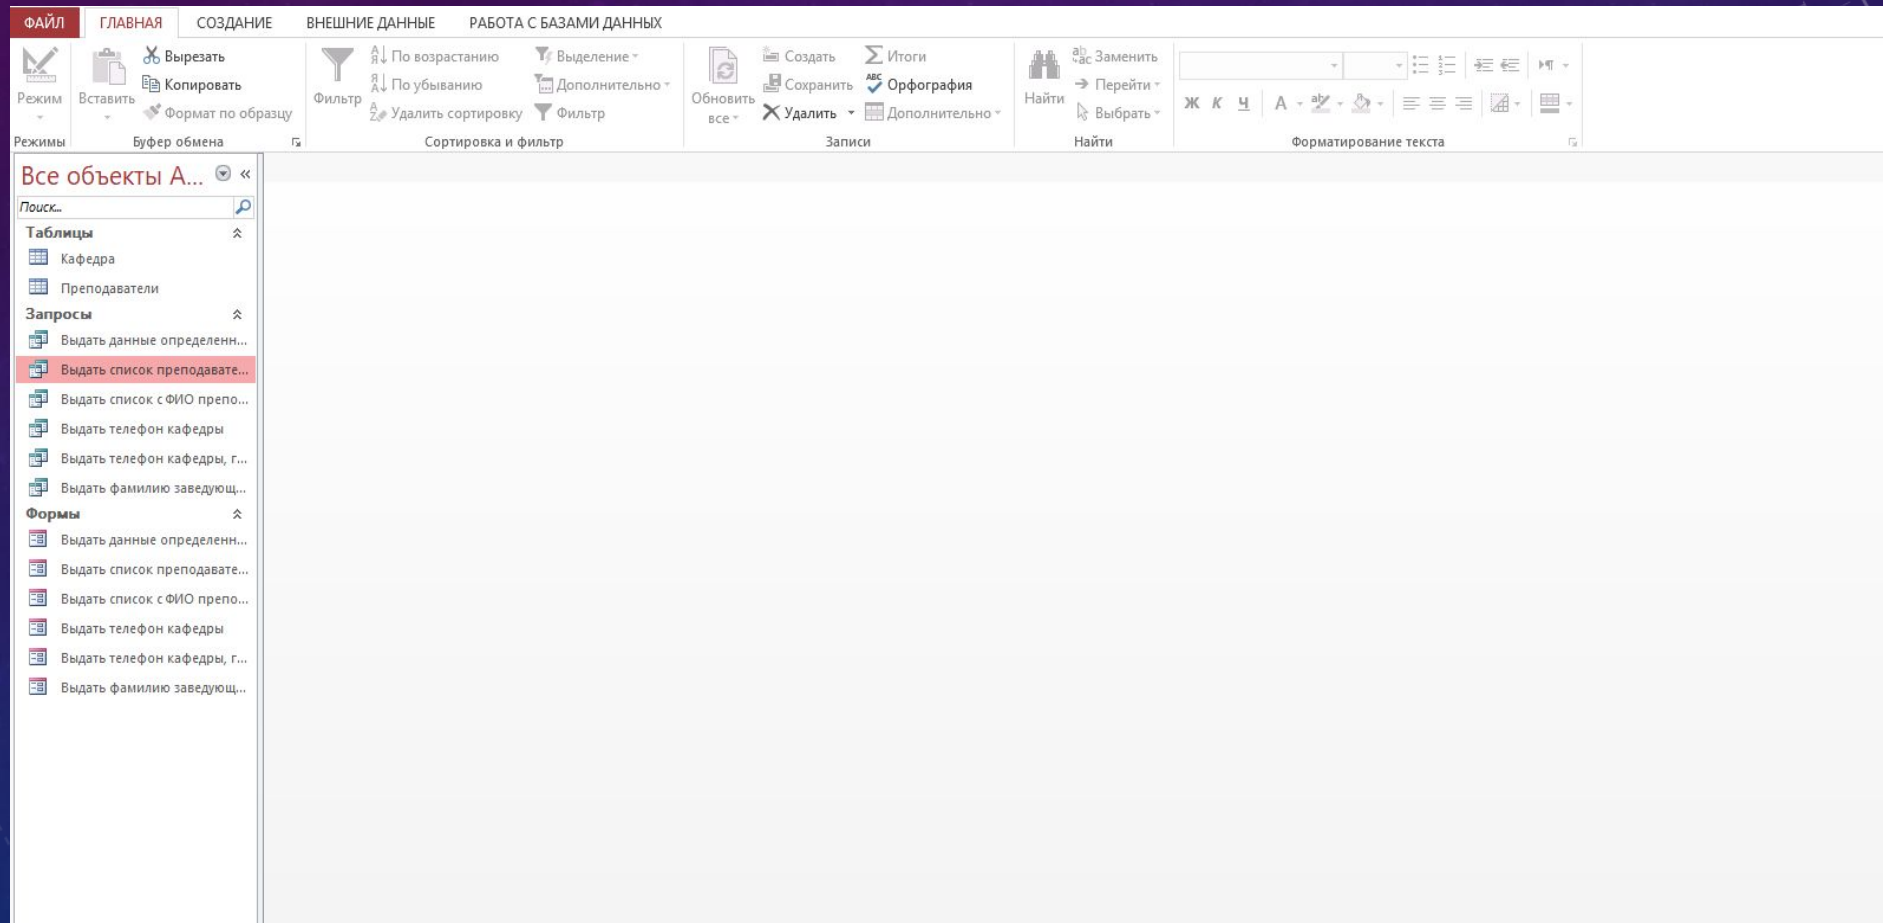 ФАЙЛ ГЛАВНАЯ СОЗДАНИЕ ВНЕШНИЕ ДАННЫЕ РАБОТА С БАЗАМИ ДАННЫХ
Режим
Режимы
Вставить
Вырезать
Копировать
Формат по образцу
Буфер обмена
Фильтр
По возрастанию
По убыванию
Удалить сортировку
Выделение
Дополнительно
Фильтр
Сортировка и фильтр
Обновить
все
Создать
Сохранить
Удалить
Итоги
Орфография
Дополнительно
Записи
Найти
Заменить
Перейти
Выбрать
Найти
Ж К Ч А
Форматирование текста
Все объекты A...
Поиск...
Таблицы
Кафедра
Преподаватели
Запросы
Выдать данные определенн...
Выдать список преподавате...
Выдать список с ФИО препо...
Выдать телефон кафедры
Выдать телефон кафедры, г...
Выдать фамилию заведующ...
Формы
Выдать данные определенн...
Выдать список преподавате...
Выдать список с ФИО препо...
Выдать телефон кафедры
Выдать телефон кафедры, г...
Выдать фамилию заведующ...